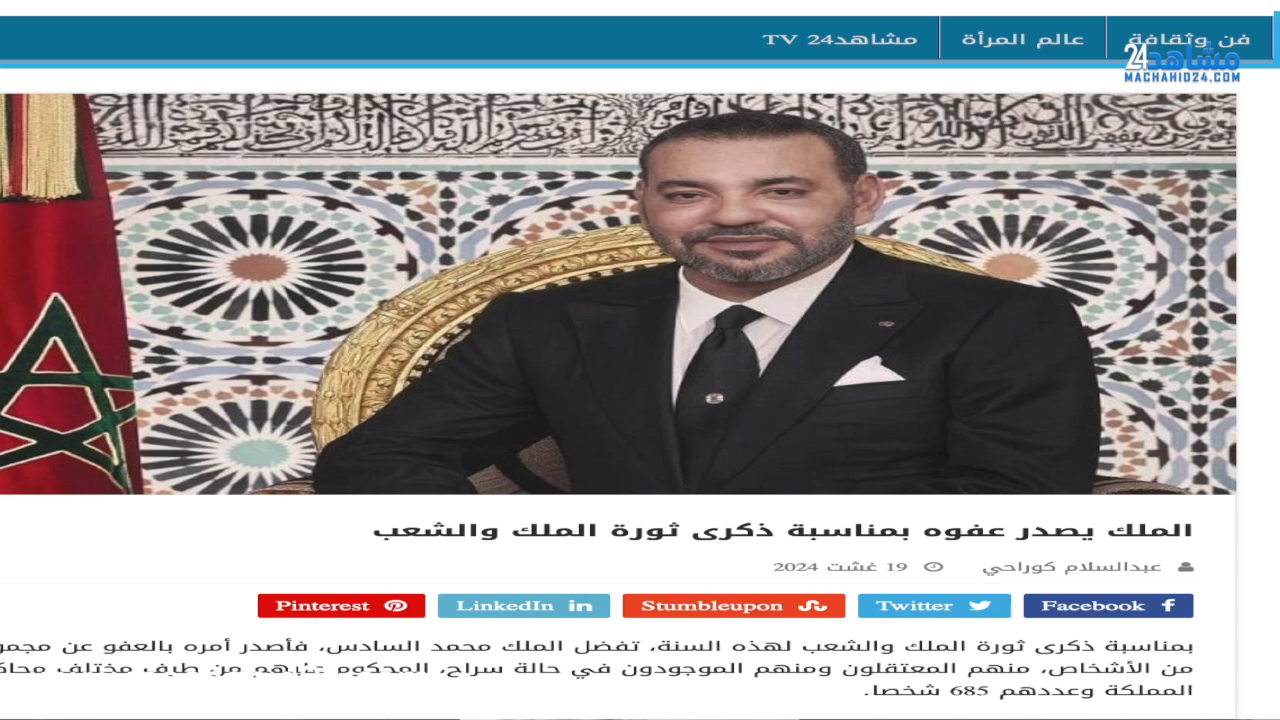 فن وثقافة
عالم المرأة
مشاهد24 TV
مشاهد24
MACHAHID24.COM
الملك يصدر عفوه بمناسبة ذكرى ثورة الملك والشعب
عبدالسلام كوراحي
19 غشت 2024
Facebook
Twitter
Stumbleupon
LinkedIn
Pinterest
بمناسبة ذكرى ثورة الملك والشعب لهذه السنة، تفضل الملك محمد السادس، فأصدر أمره بالعفو عن
من الأشخاص، منهم المعتقلون ومنهم الموجودون في حالة سراح، المحكوم عليهم من طرف مختلف
المملكة وعددهم 685 شخصا.